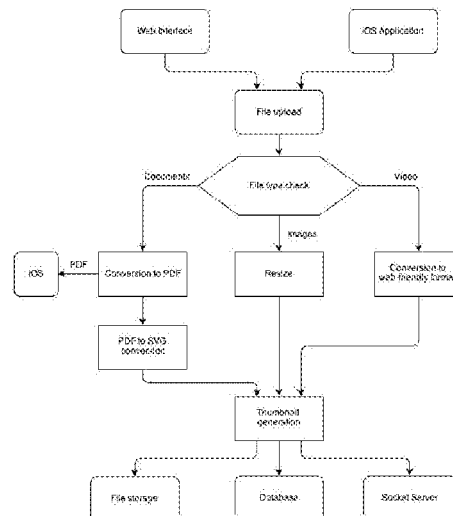 Web Interface
iOS Application
File upload
Documents
File type check
Video
Images
iOS
PDF
Conversion to PDF
Resize
Conversion to
web-friendly format
PDF to SVG
conversion
Thumbnail
generation
File storage
Database
Socket Server